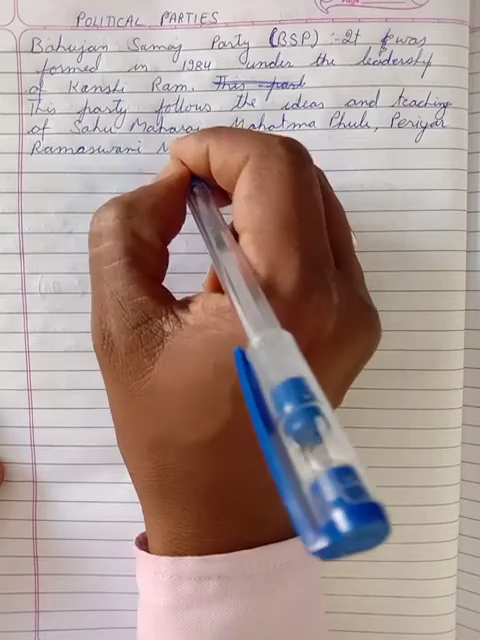 POLITICAL PARTIES
Bahujan Samaj Party (BSP) :- It was
formed in 1984 under the leadership
of Kanshi Ram. This part
This party follows the ideas and teaching
of Sahu Maharaj, Mahatma Phule, Periyar
Ramaswani N